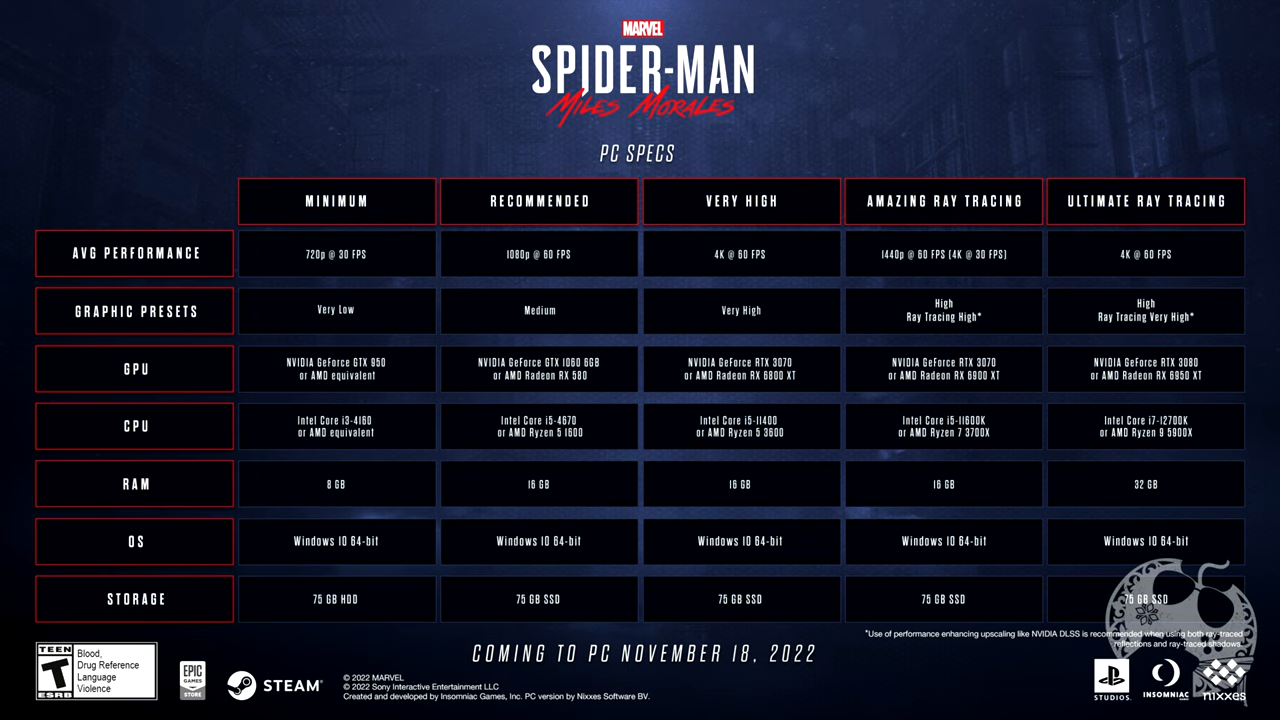 MARVEL
SPIDER-MAN
MILES MORALES
PC SPECS
MINIMUM RECOMMENDED VERY HIGH AMAZING RAY TRACING ULTIMATE RAY TRACING
AVG PERFORMANCE 720p @ 30 FPS 1080p @ 60 FPS 4K @ 60 FPS 1440p @ 60 FPS (4K @ 30 FPS) 4K @ 60 FPS
GRAPHIC PRESETS Very Low Medium Very High High High
Ray Tracing High* Ray Tracing Very High*
GPU NVIDIA GeForce GTX 950 NVIDIA GeForce GTX 1060 6GB NVIDIA GeForce RTX 3070 NVIDIA GeForce RTX 3070 NVIDIA GeForce RTX 3080
or AMD equivalent or AMD Radeon RX 580 or AMD Radeon RX 6800 XT or AMD Radeon RX 6900 XT or AMD Radeon RX 6950 XT
CPU Intel Core i3-4160 Intel Core i5-4670 Intel Core i5-11400 Intel Core i5-11600K Intel Core i7-12700K
or AMD equivalent or AMD Ryzen 5 1600 or AMD Ryzen 5 3600 or AMD Ryzen 7 3700X or AMD Ryzen 9 5900X
RAM 8 GB 16 GB 16 GB 16 GB 32 GB
OS Windows 10 64-bit Windows 10 64-bit Windows 10 64-bit Windows 10 64-bit Windows 10 64-bit
STORAGE 75 GB HDD 75 GB SSD 75 GB SSD 75 GB SSD 75 GB SSD
*Use of performance enhancing upscaling like NVIDIA DLSS is recommended when using both ray-traced
reflections and ray-traced shadows.
COMING TO PC NOVEMBER 18, 2022
TEEN
T
ESRB
Blood,
Drug Reference
Language
Violence
EPIC
GAMES
STORE
STEAM®
© 2022 MARVEL
© 2022 Sony Interactive Entertainment LLC
Created and developed by Insomniac Games, Inc. PC version by Nixxes Software BV.
STUDIOS
INSOMNIAC
GAMES
nixxes